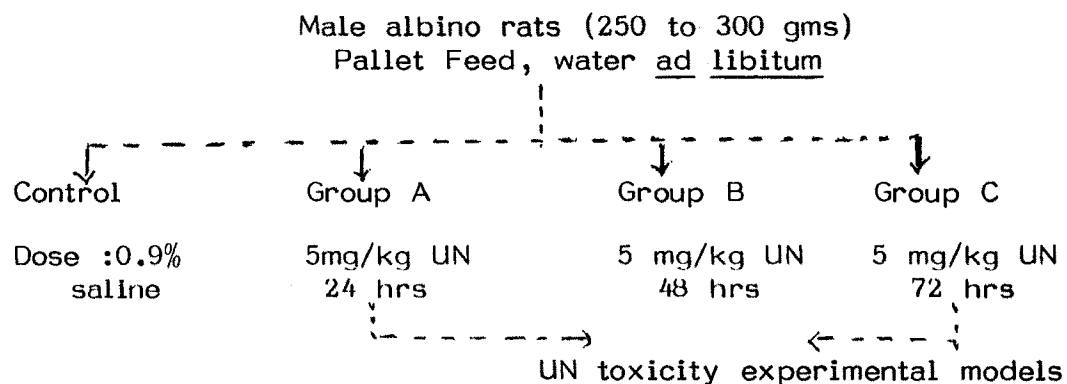 Male albino rats (250 to 300 gms)
Pallet Feed, water ad libitum
Control Group A Group B Group C
Dose :0.9% 5mg/kg UN 5 mg/kg UN 5 mg/kg UN
saline 24 hrs 48 hrs 72 hrs
UN toxicity experimental models